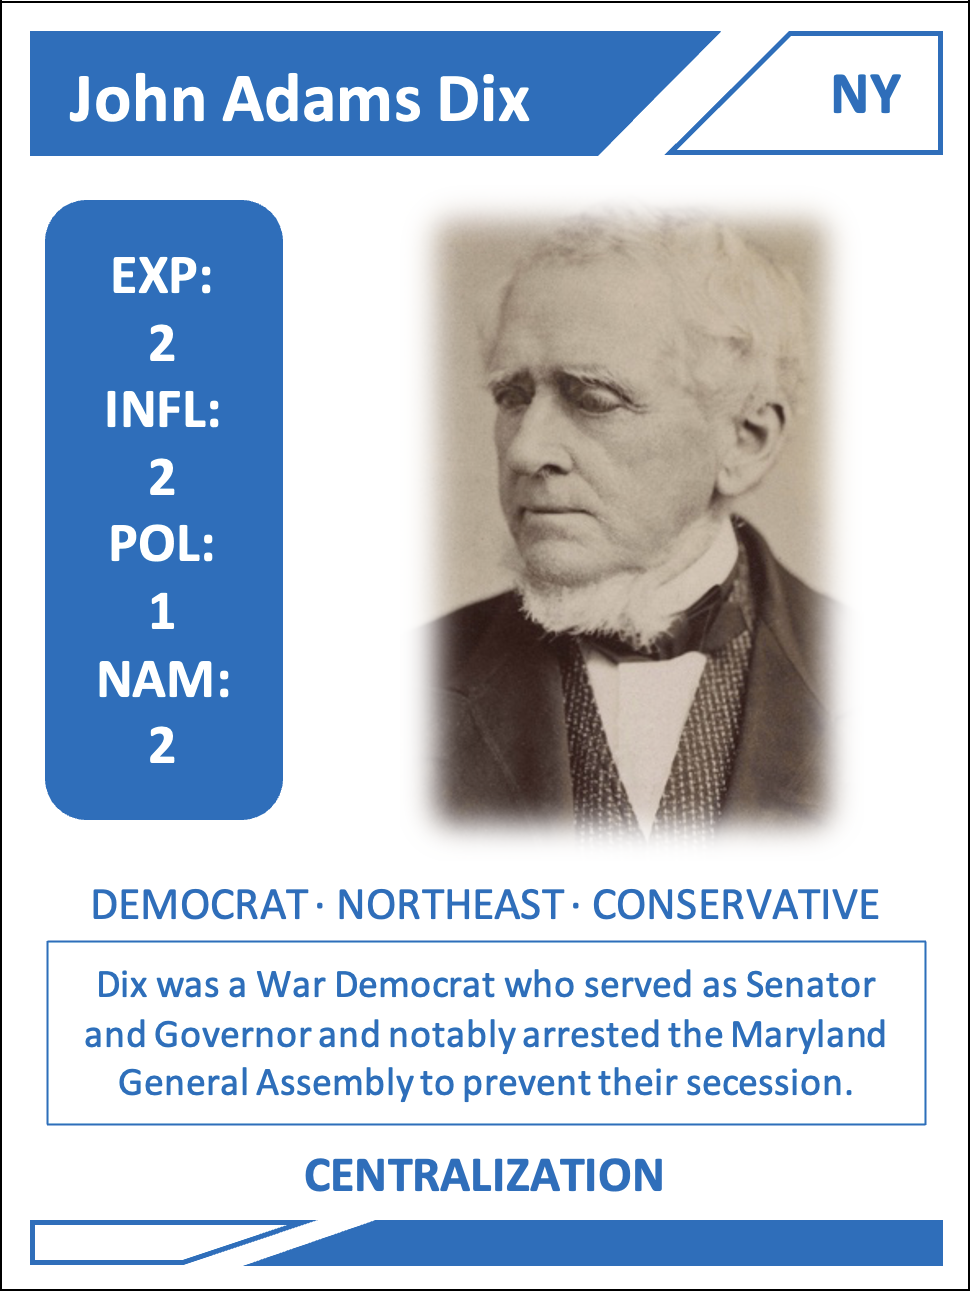 John Adams Dix
NY
EXP:
2
INFL:
2
POL:
1
NAM:
2
DEMOCRAT · NORTHEAST · CONSERVATIVE
Dix was a War Democrat who served as Senator
and Governor and notably arrested the Maryland
General Assembly to prevent their secession.
CENTRALIZATION